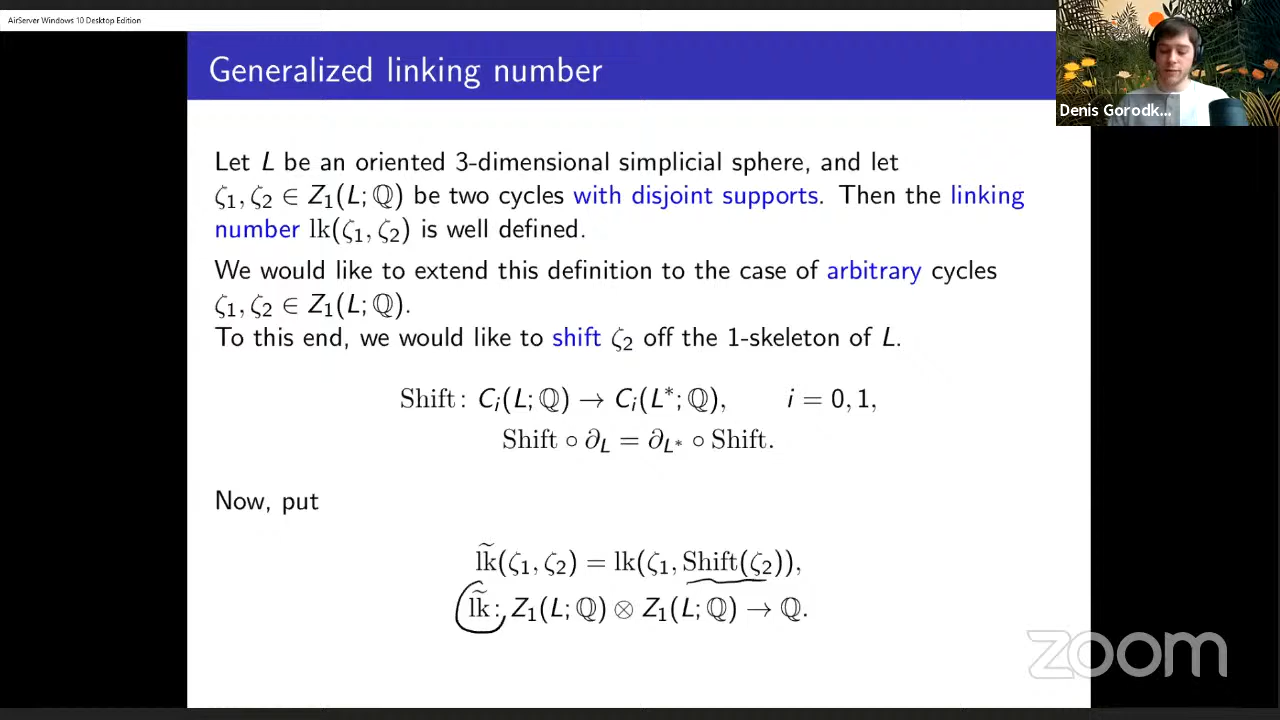 AirServer Windows 10 Desktop Edition
Generalized linking number
Denis Gorodk...
Let L be an oriented 3-dimensional simplicial sphere, and let
ζ₁, ζ₂ ∈ Z₁(L; ℚ) be two cycles with disjoint supports. Then the linking
number lk(ζ₁, ζ₂) is well defined.
We would like to extend this definition to the case of arbitrary cycles
ζ₁, ζ₂ ∈ Z₁(L; ℚ).
To this end, we would like to shift ζ₂ off the 1-skeleton of L.
Shift: Cᵢ(L; ℚ) → Cᵢ(L*; ℚ), i = 0, 1,
Shift ∘ ∂_L = ∂_{L*} ∘ Shift.
Now, put
l͠k(ζ₁, ζ₂) = lk(ζ₁, Shift(ζ₂)),
l͠k: Z₁(L; ℚ) ⊗ Z₁(L; ℚ) → ℚ.
zoom